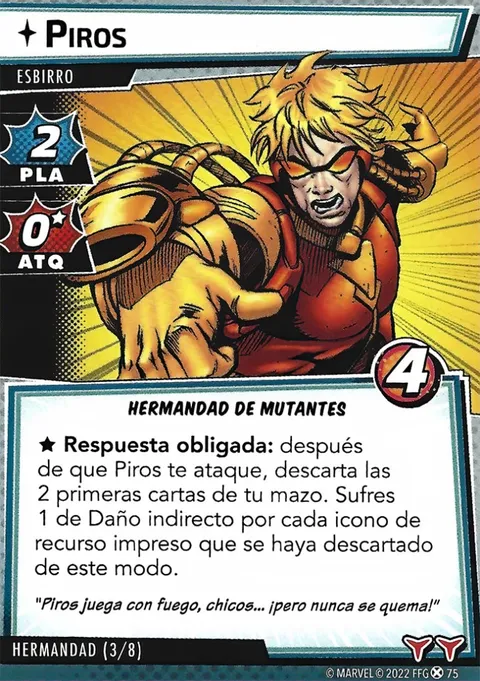 Piros
ESBIRRO
2
PLA
0
ATQ
4
HERMANDAD DE MUTANTES
★ Respuesta obligada: después
de que Piros te ataque, descarta las
2 primeras cartas de tu mazo. Sufres
1 de Daño indirecto por cada icono de
recurso impreso que se haya descartado
de este modo.
"Piros juega con fuego, chicos... ¡pero nunca se quema!"
HERMANDAD (3/8)
© MARVEL © 2022 FFG 75